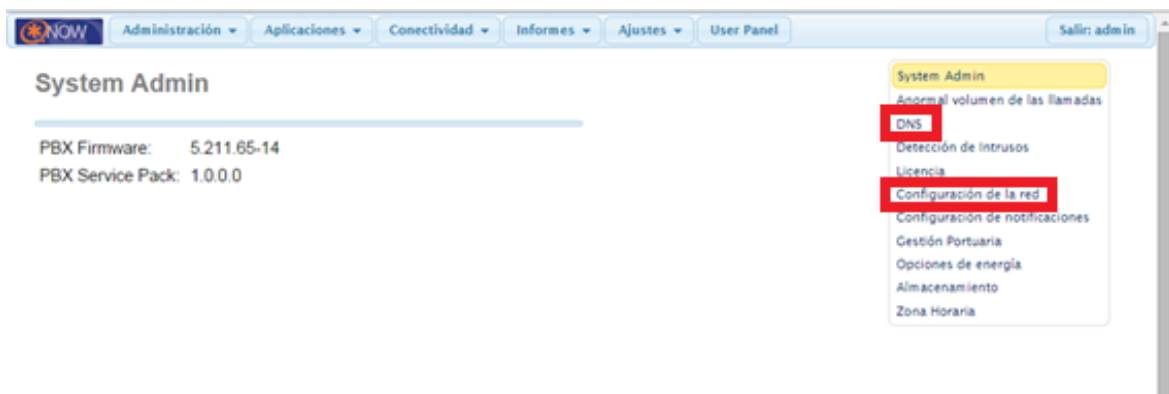 NOW Administración Aplicaciones Conectividad Informes Ajustes User Panel Salir: admin
System Admin
PBX Firmware: 5.211.65-14
PBX Service Pack: 1.0.0.0
System Admin
Anormal volumen de las llamadas
DNS
Detección de Intrusos
Licencia
Configuración de la red
Configuración de notificaciones
Gestión Portuaria
Opciones de energía
Almacenamiento
Zona Horaria